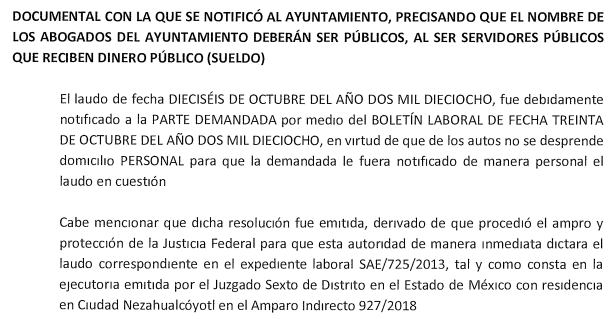 DOCUMENTAL CON LA QUE SE NOTIFICÓ AL AYUNTAMIENTO, PRECISANDO QUE EL NOMBRE DE
LOS ABOGADOS DEL AYUNTAMIENTO DEBERÁN SER PÚBLICOS, AL SER SERVIDORES PÚBLICOS
QUE RECIBEN DINERO PÚBLICO (SUELDO)
El laudo de fecha DIECISÉIS DE OCTUBRE DEL AÑO DOS MIL DIECIOCHO, fue debidamente
notificado a la PARTE DEMANDADA por medio del BOLETÍN LABORAL DE FECHA TREINTA
DE OCTUBRE DEL AÑO DOS MIL DIECIOCHO, en virtud de que de los autos no se desprende
domicilio PERSONAL para que la demandada le fuera notificado de manera personal el
laudo en cuestión
Cabe mencionar que dicha resolución fue emitida, derivado de que procedió el ampro y
protección de la Justicia Federal para que esta autoridad de manera inmediata dictara el
laudo correspondiente en el expediente laboral SAE/725/2013, tal y como consta en la
ejecutoria emitida por el Juzgado Sexto de Distrito en el Estado de México con residencia
en Ciudad Nezahualcóyotl en el Amparo Indirecto 927/2018